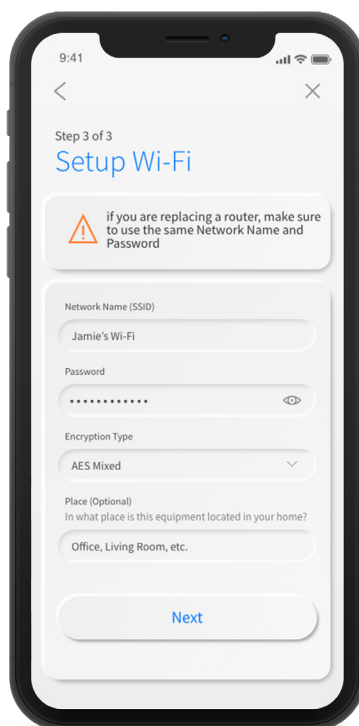 9:41
Step 3 of 3
Setup Wi-Fi
if you are replacing a router, make sure
to use the same Network Name and
Password
Network Name (SSID)
Jamie's Wi-Fi
Password
••••••••••••
Encryption Type
AES Mixed
Place (Optional)
In what place is this equipment located in your home?
Office, Living Room, etc.
Next